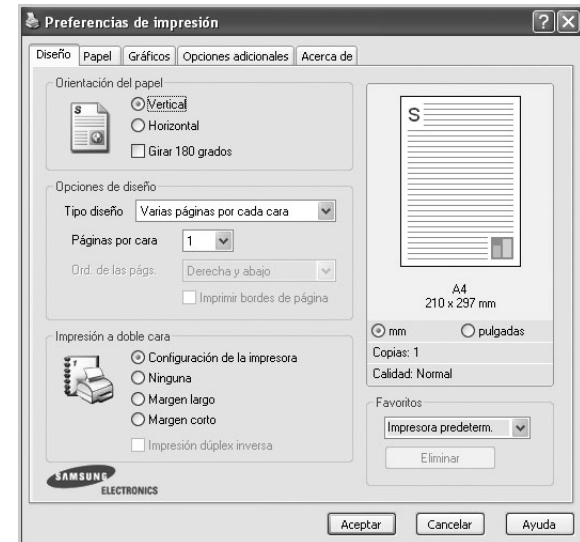 Preferencias de impresión
Diseño Papel Gráficos Opciones adicionales Acerca de
Orientación del papel
S
Vertical
Horizontal
Girar 180 grados
Opciones de diseño
Tipo diseño Varias páginas por cada cara
Páginas por cara 1
Ord. de las págs. Derecha y abajo
Imprimir bordes de página
Impresión a doble cara
Configuración de la impresora
Ninguna
Margen largo
Margen corto
Impresión dúplex inversa
SAMSUNG
ELECTRONICS
S
A4
210 x 297 mm
mm pulgadas
Copias: 1
Calidad: Normal
Favoritos
Impresora predeterm.
Eliminar
Aceptar Cancelar Ayuda